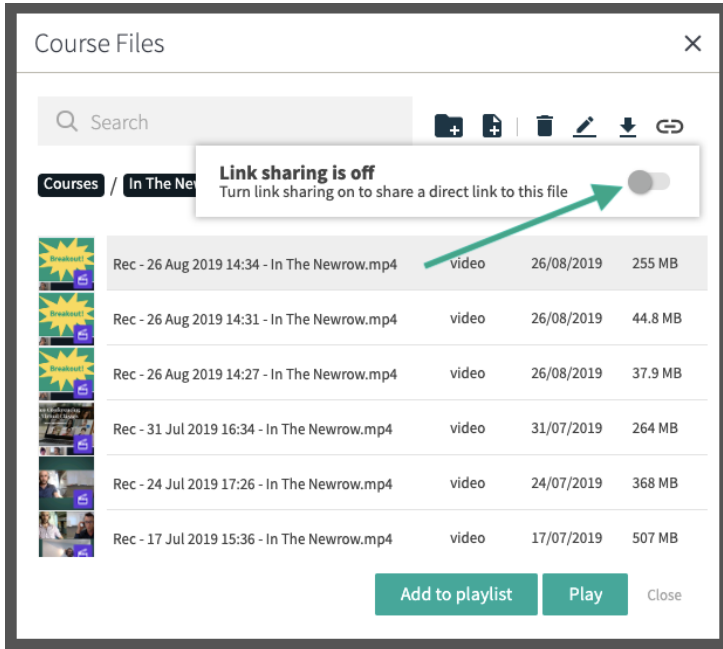 Course Files
Search
Link sharing is off
Turn link sharing on to share a direct link to this file
Courses / In The New
Breakout! Rec - 26 Aug 2019 14:34 - In The Newrow.mp4 video 26/08/2019 255 MB
Breakout! Rec - 26 Aug 2019 14:31 - In The Newrow.mp4 video 26/08/2019 44.8 MB
Breakout! Rec - 26 Aug 2019 14:27 - In The Newrow.mp4 video 26/08/2019 37.9 MB
Rec - 31 Jul 2019 16:34 - In The Newrow.mp4 video 31/07/2019 264 MB
Rec - 24 Jul 2019 17:26 - In The Newrow.mp4 video 24/07/2019 368 MB
Rec - 17 Jul 2019 15:36 - In The Newrow.mp4 video 17/07/2019 507 MB
Add to playlist Play Close